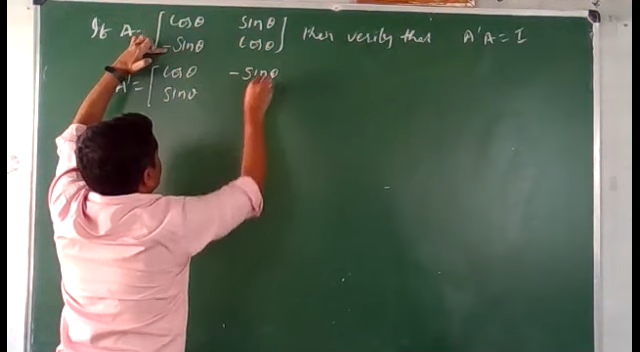 If A = [ cosθ sinθ ] then verify that A'A = I
-sinθ cosθ
A' = [ cosθ -sinθ
sinθ